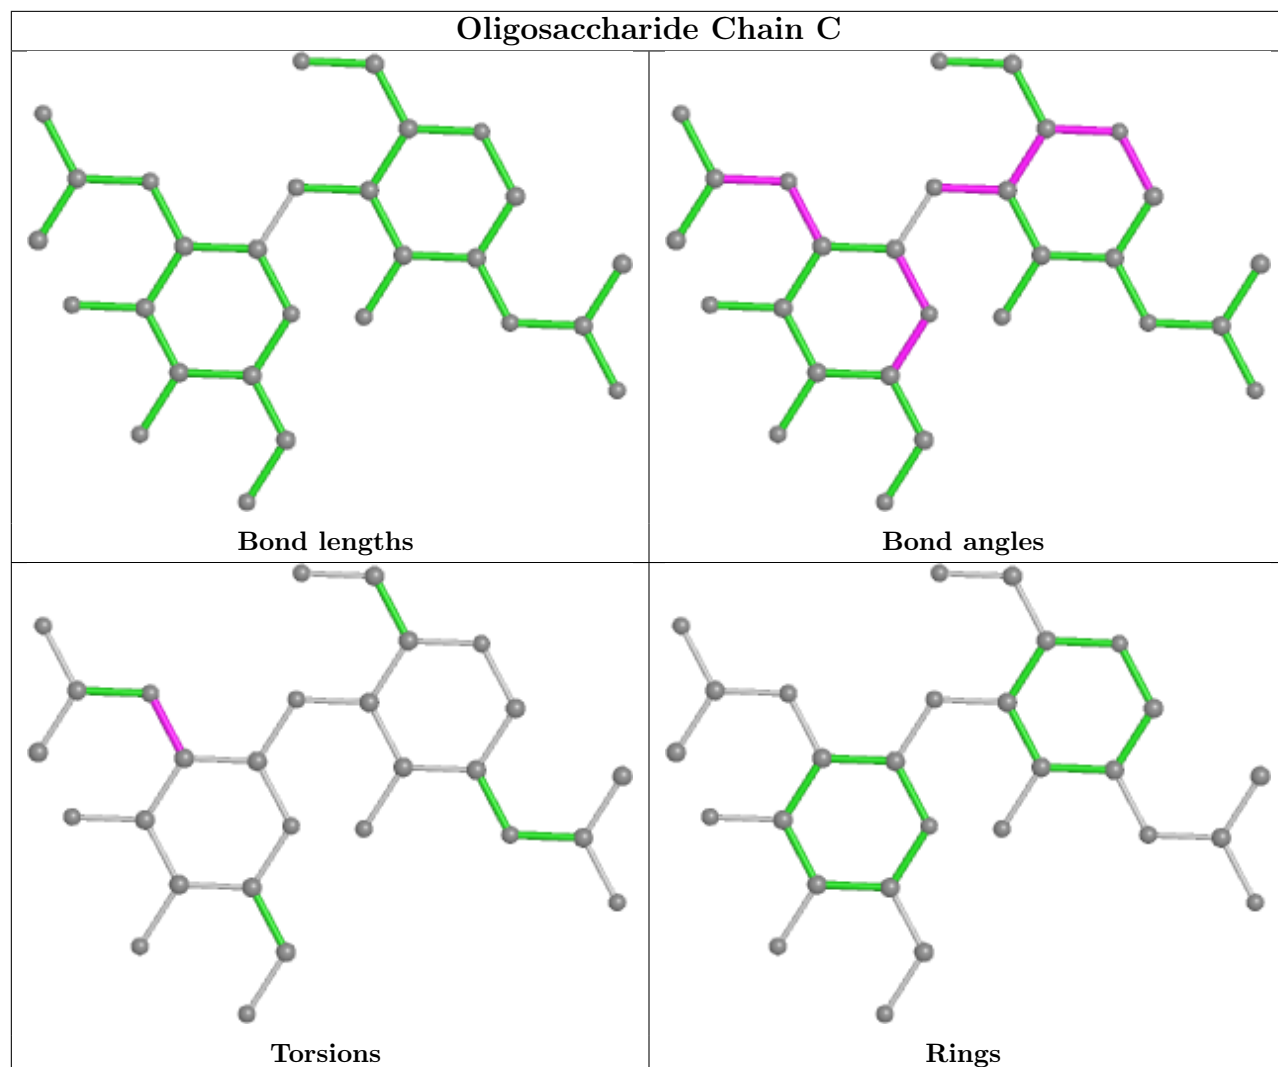 Oligosaccharide Chain C
Bond lengths
Bond angles
Torsions
Rings